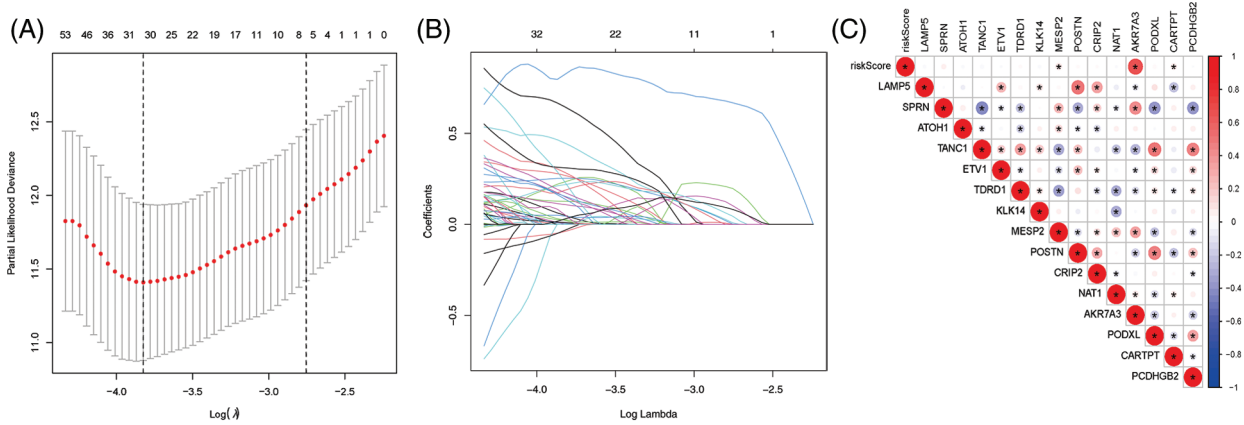 (A)
53 46 36 31 30 25 22 19 17 11 10 8 5 4 1 1 0
Partial Likelihood Deviance
12.5
12.0
11.5
11.0
−4.0 −3.5 −3.0 −2.5
Log(λ)
(B)
32 22 11 1
Coefficients
0.5
0.0
−0.5
−4.0 −3.5 −3.0 −2.5
Log Lambda
(C)
riskScore LAMP5 SPRN ATOH1 TANC1 ETV1 TDRD1 KLK14 MESP2 POSTN CRIP2 NAT1 AKR7A3 PODXL CARTPT PCDHGB2
riskScore
LAMP5
SPRN
ATOH1
TANC1
ETV1
TDRD1
KLK14
MESP2
POSTN
CRIP2
NAT1
AKR7A3
PODXL
CARTPT
PCDHGB2
1
0.8
0.6
0.4
0.2
0
−0.2
−0.4
−0.6
−0.8
−1